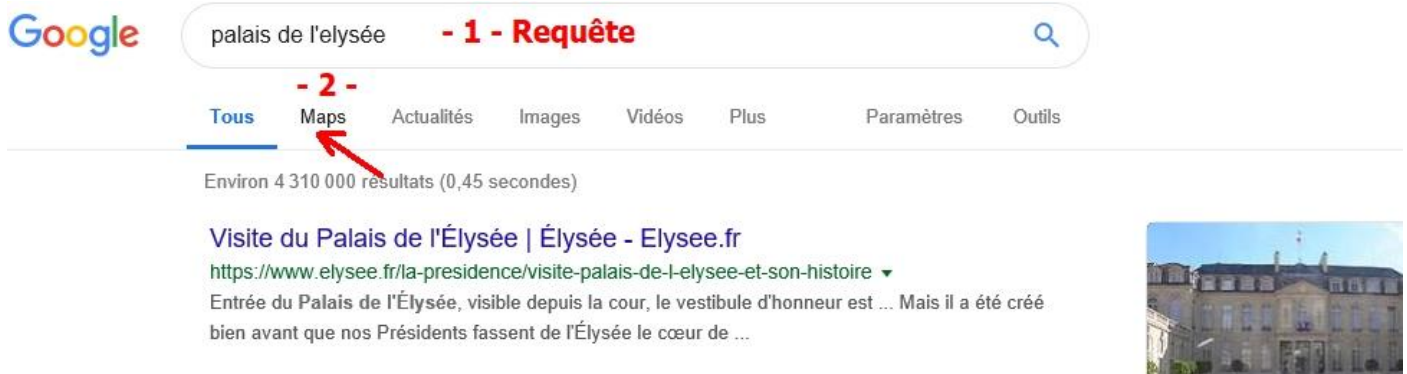 Google palais de l'elysée - 1 - Requête
- 2 -
Tous Maps Actualités Images Vidéos Plus Paramètres Outils
Environ 4 310 000 résultats (0,45 secondes)
Visite du Palais de l'Élysée | Élysée - Elysee.fr
https://www.elysee.fr/la-presidence/visite-palais-de-l-elysee-et-son-histoire
Entrée du Palais de l'Élysée, visible depuis la cour, le vestibule d'honneur est ... Mais il a été créé
bien avant que nos Présidents fassent de l'Élysée le cœur de ...